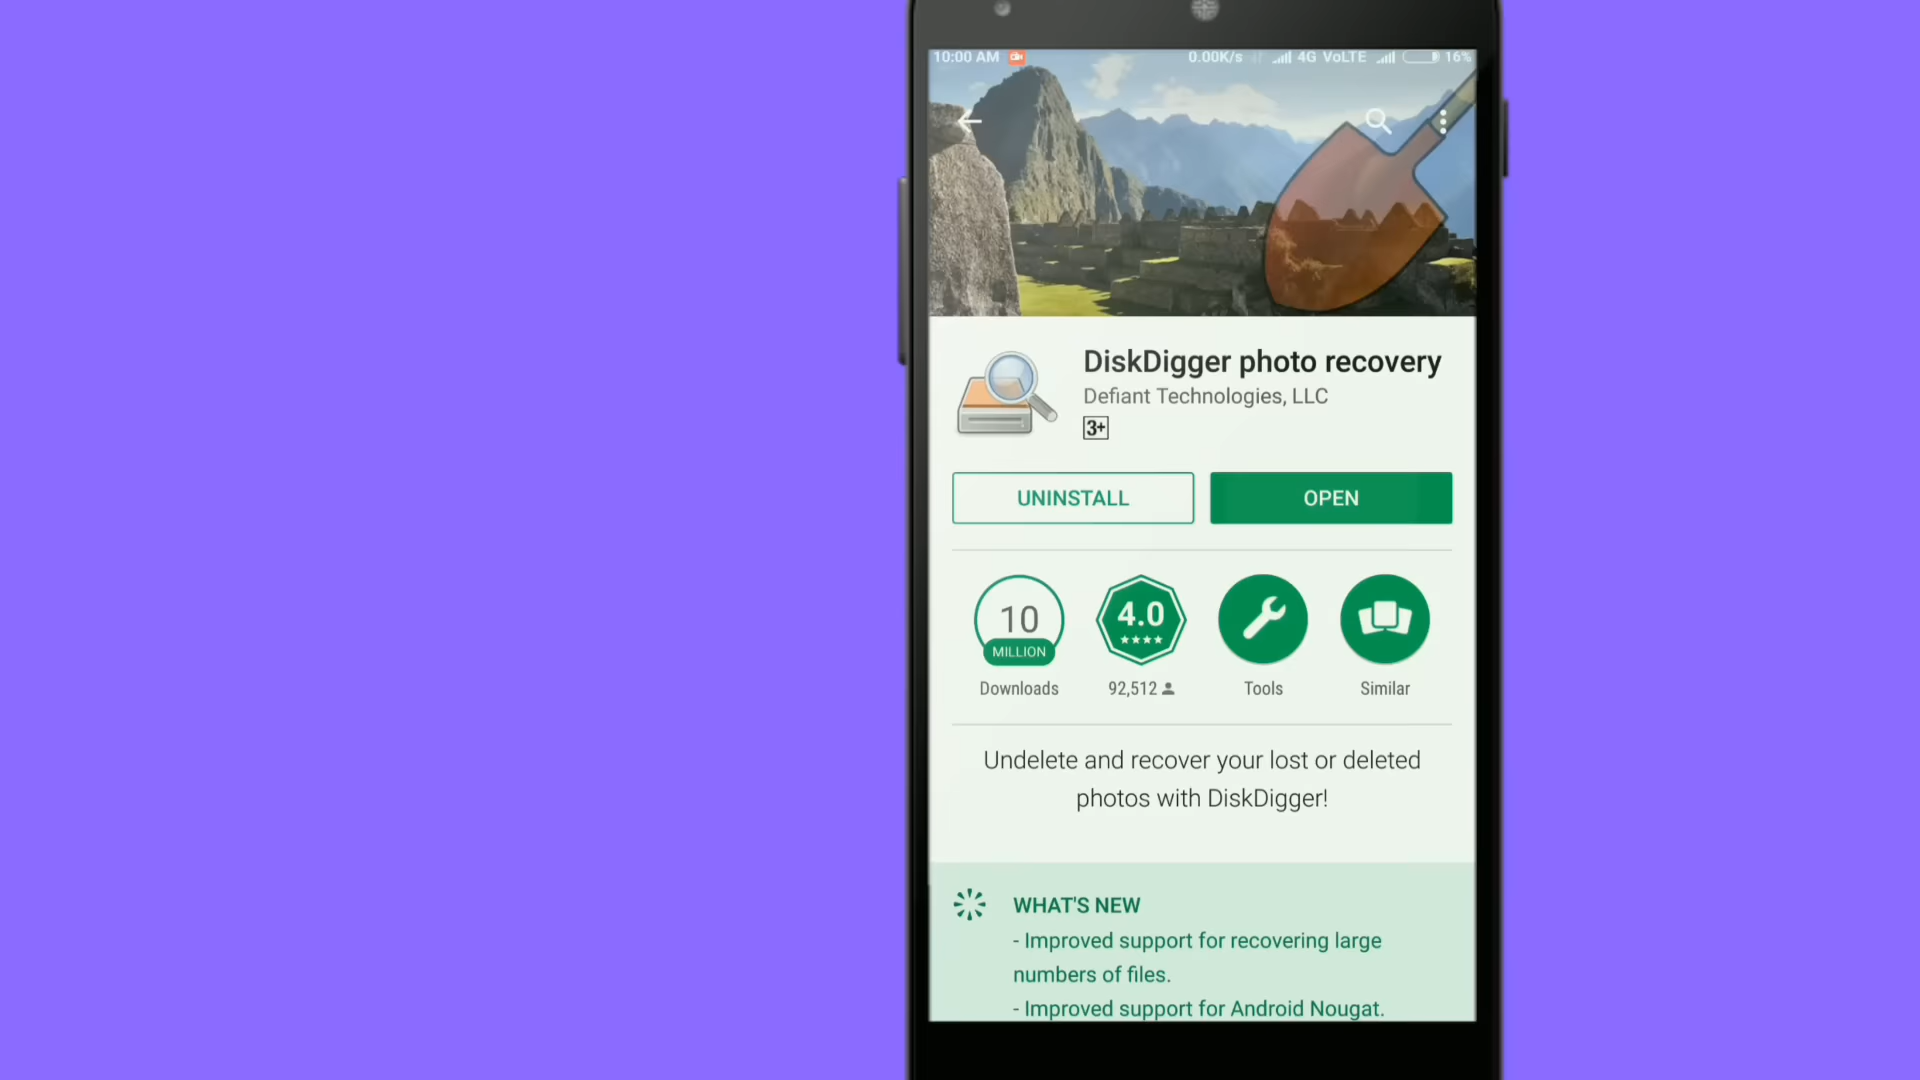 10:00 AM 0.00K/s 4G VoLTE 16%
DiskDigger photo recovery
Defiant Technologies, LLC
3+
UNINSTALL OPEN
10 MILLION 4.0
Downloads 92,512 Tools Similar
Undelete and recover your lost or deleted
photos with DiskDigger!
WHAT'S NEW
- Improved support for recovering large
numbers of files.
- Improved support for Android Nougat.